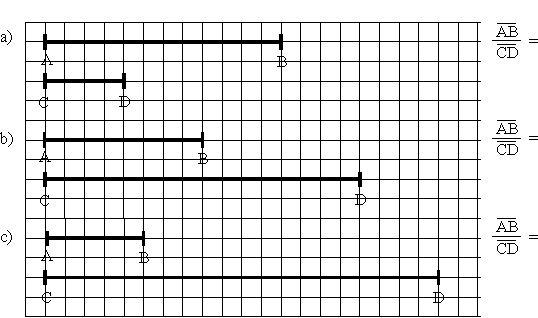 a)
A B
C D
AB
CD =
b)
A B
C D
AB
CD =
c)
A B
C D
AB
CD =